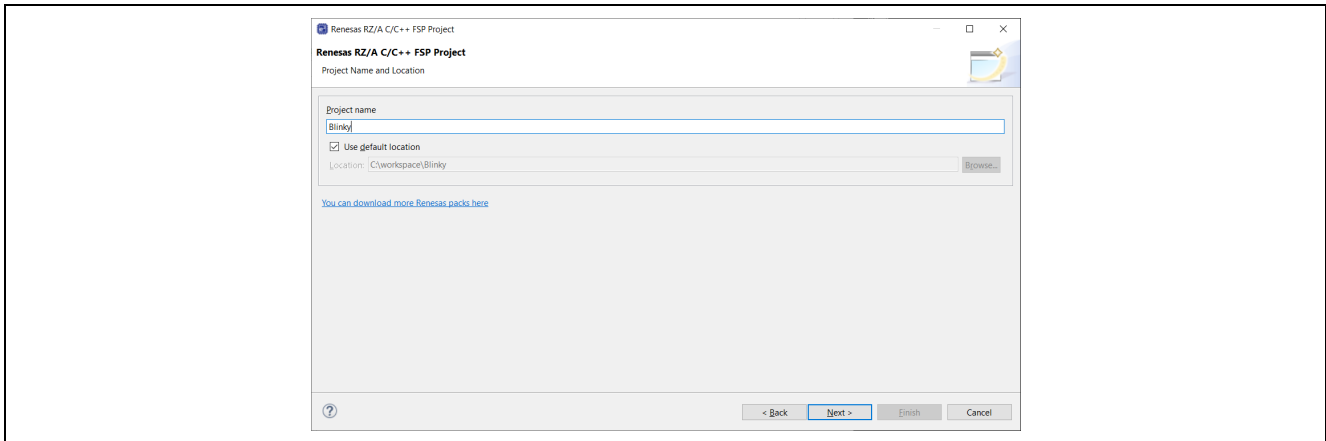 Renesas RZ/A C/C++ FSP Project
Renesas RZ/A C/C++ FSP Project
Project Name and Location
Project name
Blinky
Use default location
Location: C:\workspace\Blinky Browse...
You can download more Renesas packs here
? < Back Next > Finish Cancel